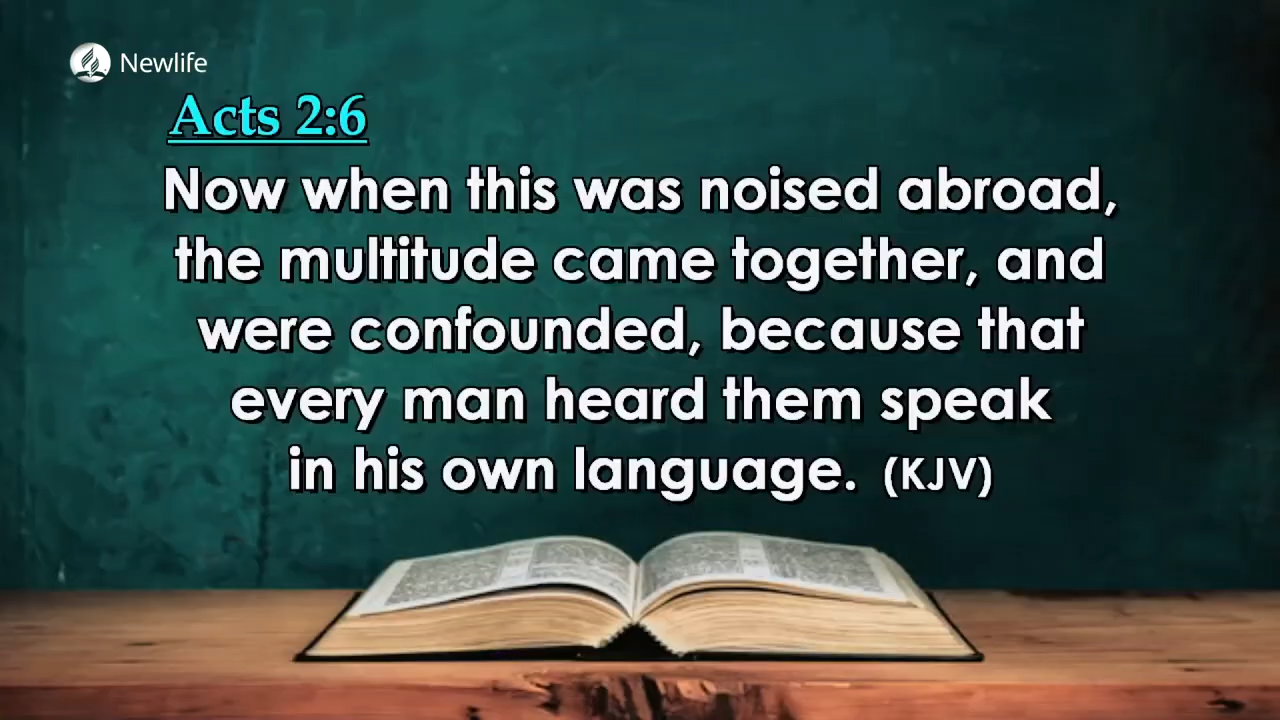 Newlife
Acts 2:6
Now when this was noised abroad,
the multitude came together, and
were confounded, because that
every man heard them speak
in his own language. (KJV)